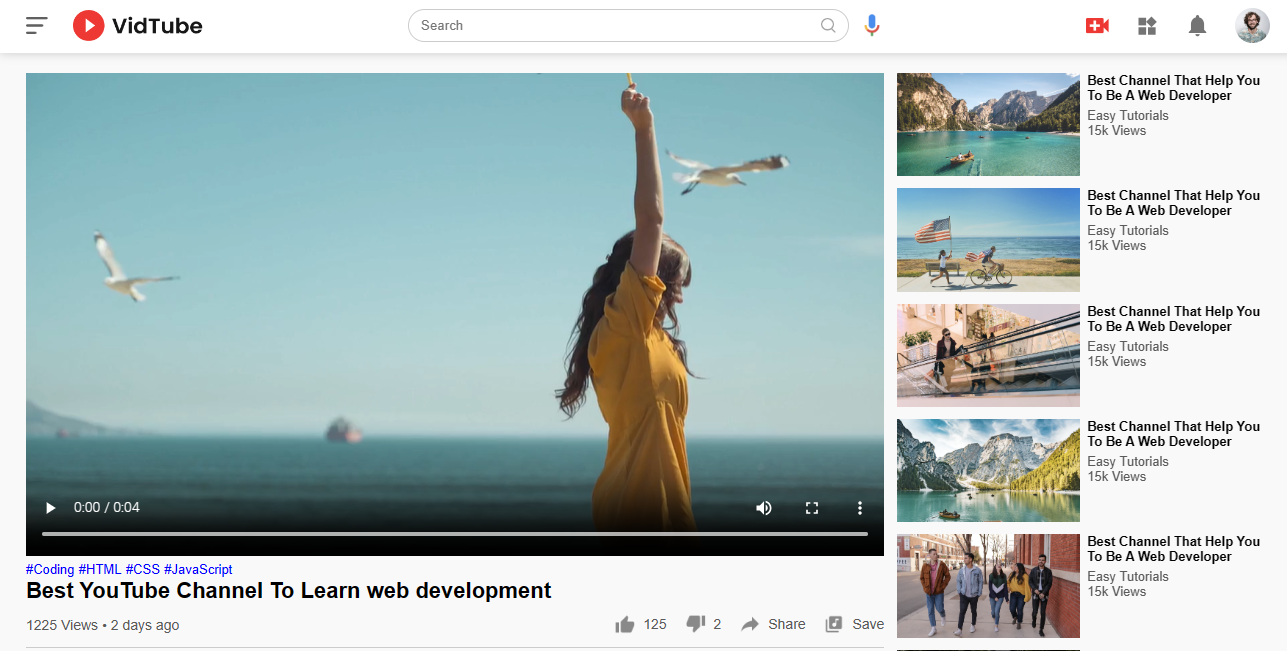 VidTube
Search
0:00 / 0:04
#Coding #HTML #CSS #JavaScript
Best YouTube Channel To Learn web development
1225 Views • 2 days ago
125
2
Share
Save
Best Channel That Help You
To Be A Web Developer
Easy Tutorials
15k Views
Best Channel That Help You
To Be A Web Developer
Easy Tutorials
15k Views
Best Channel That Help You
To Be A Web Developer
Easy Tutorials
15k Views
Best Channel That Help You
To Be A Web Developer
Easy Tutorials
15k Views
Best Channel That Help You
To Be A Web Developer
Easy Tutorials
15k Views